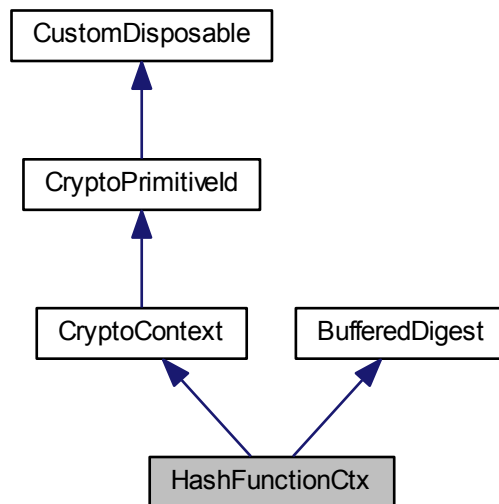 CustomDisposable
CryptoPrimitiveId
CryptoContext
BufferedDigest
HashFunctionCtx